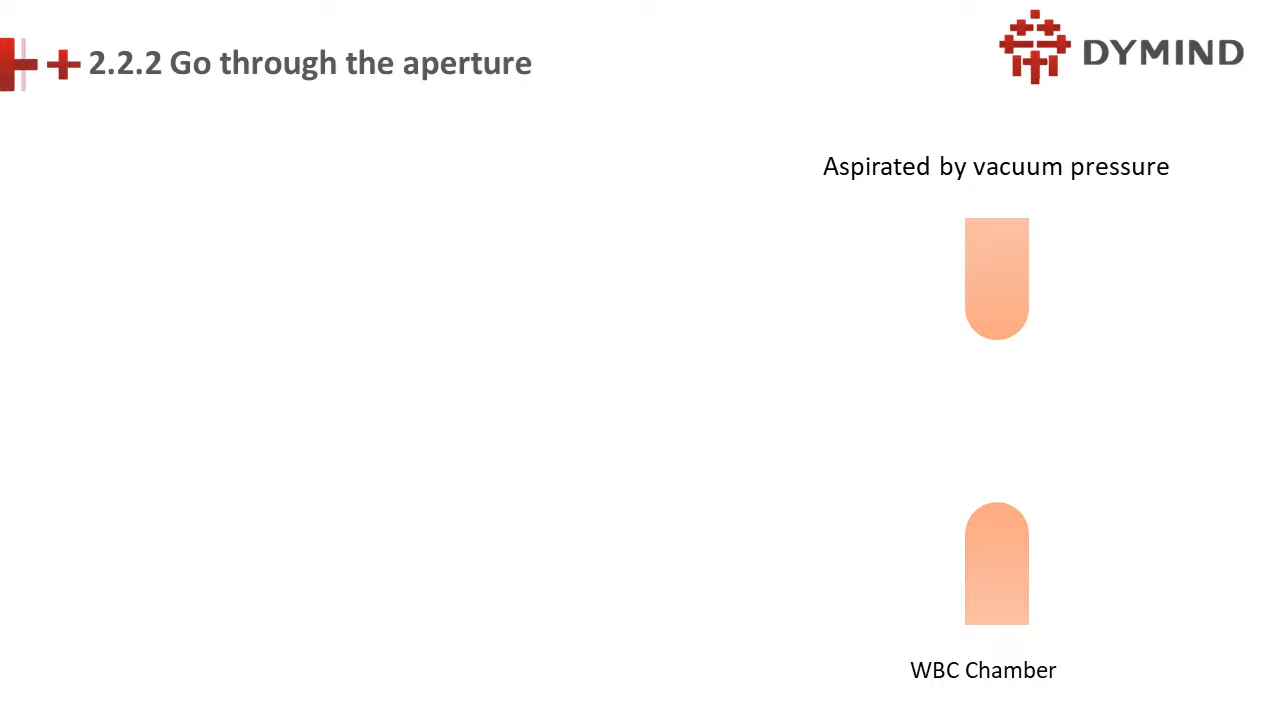 2.2.2 Go through the aperture
DYMIND
Aspirated by vacuum pressure
WBC Chamber